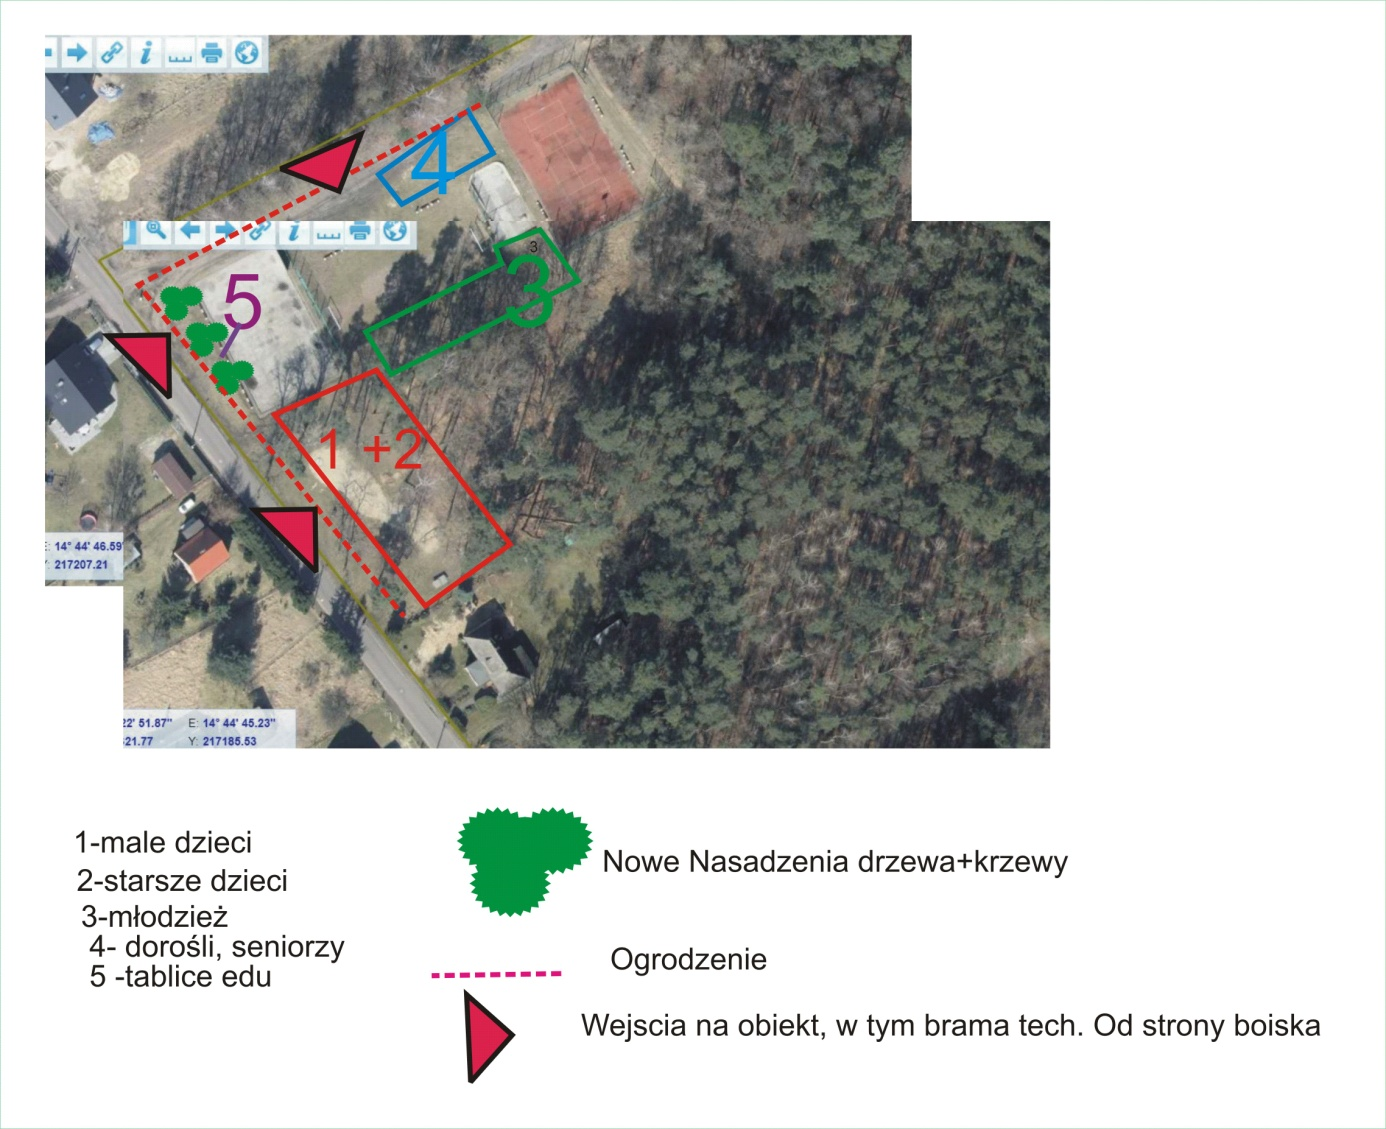 4
3
5
3
1 +2
E: 14° 44' 46.59"
Y: 217207.21
22' 51.87" E: 14° 44' 45.23"
21.77 Y: 217185.53
1-male dzieci
2-starsze dzieci
3-młodzież
4- dorośli, seniorzy
5 -tablice edu
Nowe Nasadzenia drzewa+krzewy
Ogrodzenie
Wejscia na obiekt, w tym brama tech. Od strony boiska